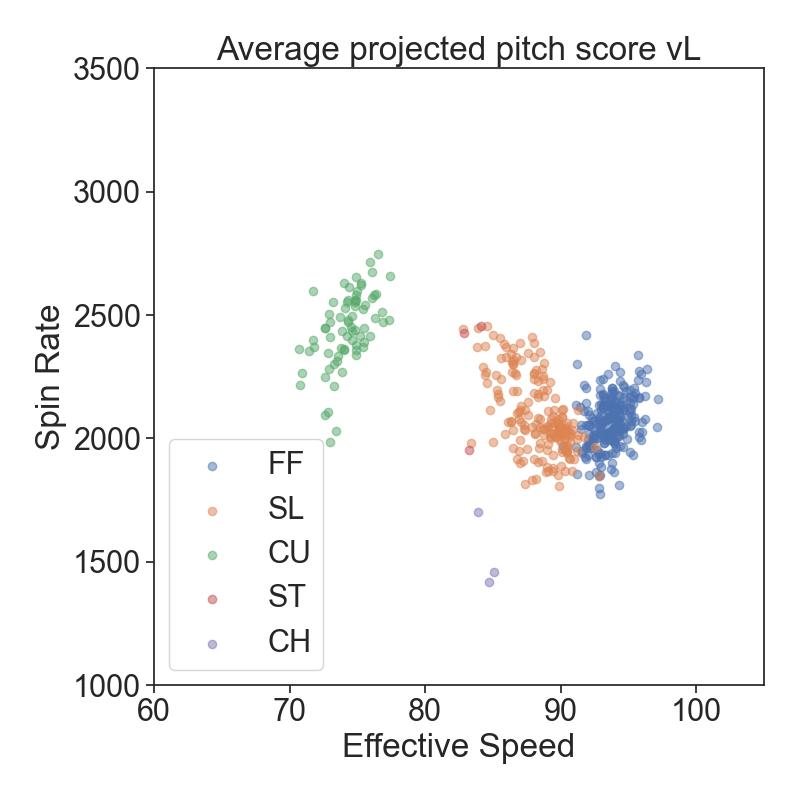 Average projected pitch score vL
3500
3000
2500
2000
1500
1000
Spin Rate
FF
SL
CU
ST
CH
60 70 80 90 100
Effective Speed